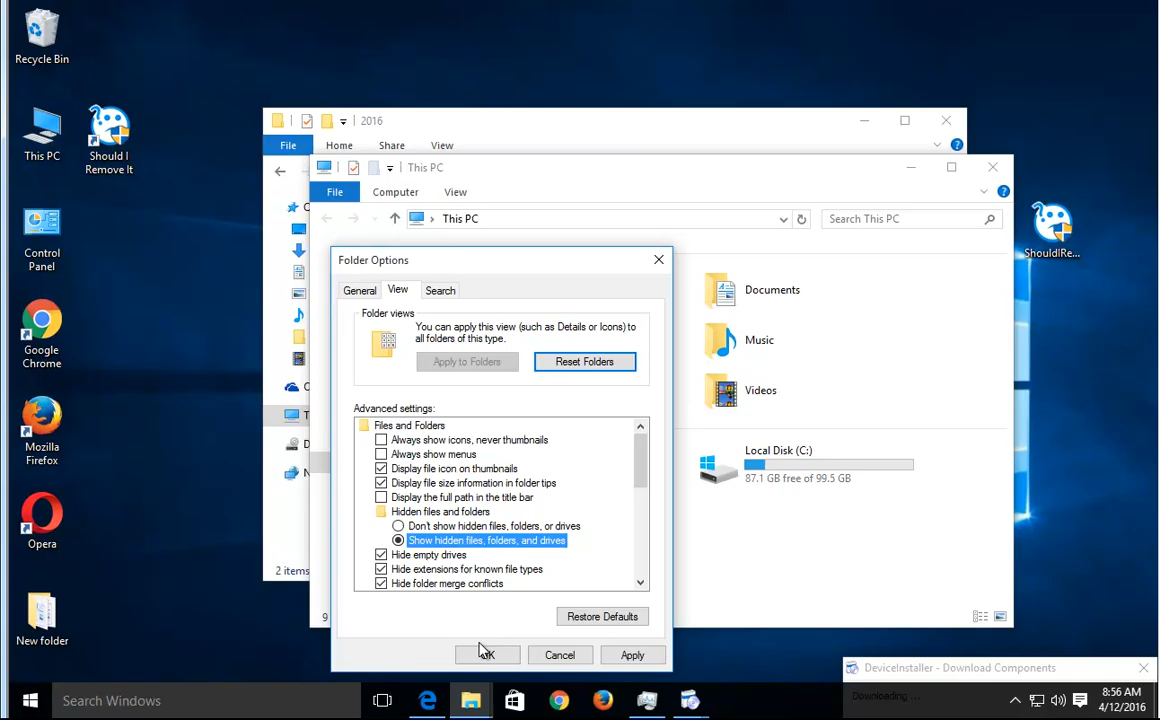 Recycle Bin
This PC
Should I
Remove It
Control
Panel
Google
Chrome
Mozilla
Firefox
Opera
New folder
ShouldIRe...
2016
File
Home
Share
View
2 items
This PC
File
Computer
View
This PC
Search This PC
Documents
Music
Videos
Local Disk (C:)
87.1 GB free of 99.5 GB
9
Folder Options
General
View
Search
Folder views
You can apply this view (such as Details or Icons) to
all folders of this type.
Apply to Folders
Reset Folders
Advanced settings:
Files and Folders
Always show icons, never thumbnails
Always show menus
Display file icon on thumbnails
Display file size information in folder tips
Display the full path in the title bar
Hidden files and folders
Don't show hidden files, folders, or drives
Show hidden files, folders, and drives
Hide empty drives
Hide extensions for known file types
Hide folder merge conflicts
Restore Defaults
OK
Cancel
Apply
DeviceInstaller - Download Components
Downloading ...
Search Windows
8:56 AM
4/12/2016